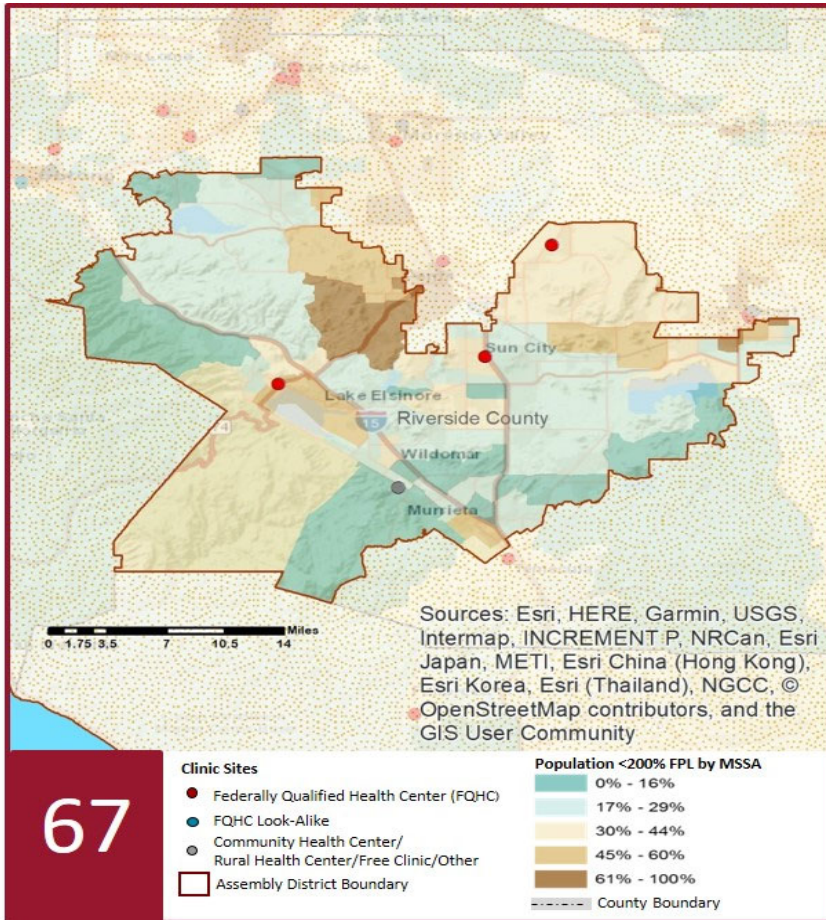 Moreno Valley
Sun City
Lake Elsinore
15
Riverside County
74
Wildomar
Murrieta
Miles
0 1.75 3.5 7 10.5 14
Sources: Esri, HERE, Garmin, USGS,
Intermap, INCREMENT P, NRCan, Esri
Japan, METI, Esri China (Hong Kong),
Esri Korea, Esri (Thailand), NGCC, ©
OpenStreetMap contributors, and the
GIS User Community
67
Clinic Sites
Federally Qualified Health Center (FQHC)
FQHC Look-Alike
Community Health Center/
Rural Health Center/Free Clinic/Other
Assembly District Boundary
Population <200% FPL by MSSA
0% - 16%
17% - 29%
30% - 44%
45% - 60%
61% - 100%
County Boundary